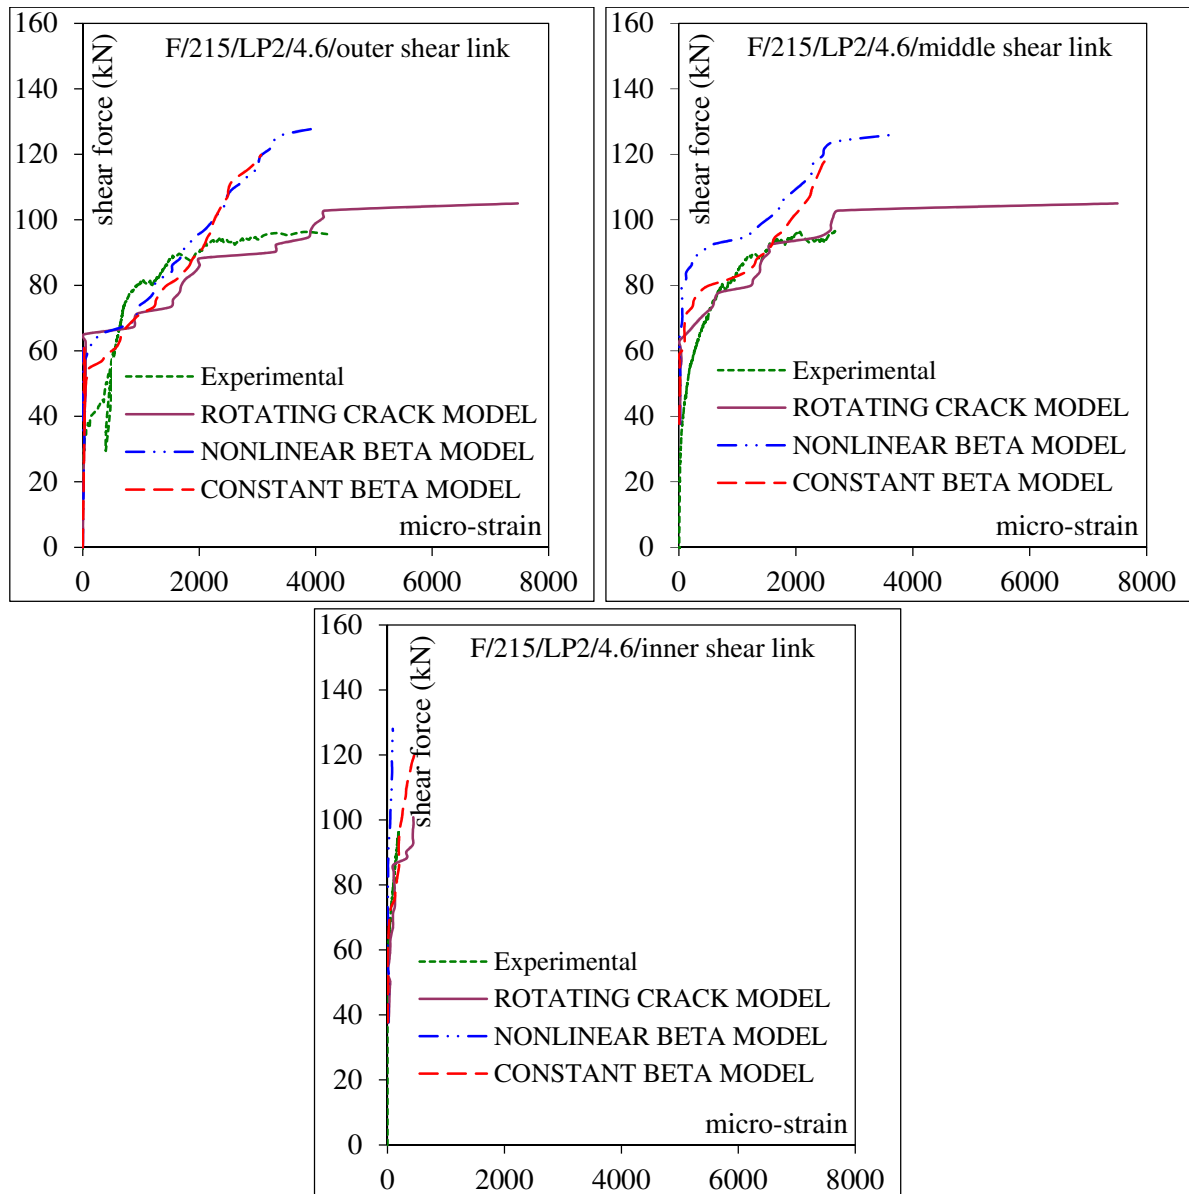 F/215/LP2/4.6/outer shear link
shear force (kN)
160
140
120
100
80
60
40
20
0
Experimental
ROTATING CRACK MODEL
NONLINEAR BETA MODEL
CONSTANT BETA MODEL
micro-strain
0 2000 4000 6000 8000
F/215/LP2/4.6/middle shear link
shear force (kN)
160
140
120
100
80
60
40
20
0
Experimental
ROTATING CRACK MODEL
NONLINEAR BETA MODEL
CONSTANT BETA MODEL
micro-strain
0 2000 4000 6000 8000
F/215/LP2/4.6/inner shear link
shear force (kN)
160
140
120
100
80
60
40
20
0
Experimental
ROTATING CRACK MODEL
NONLINEAR BETA MODEL
CONSTANT BETA MODEL
micro-strain
0 2000 4000 6000 8000